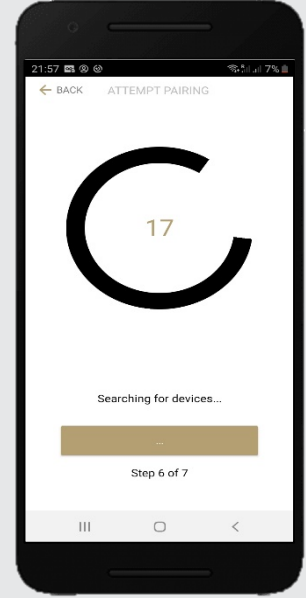 21:57 7%
← BACK ATTEMPT PAIRING
17
Searching for devices...
...
Step 6 of 7